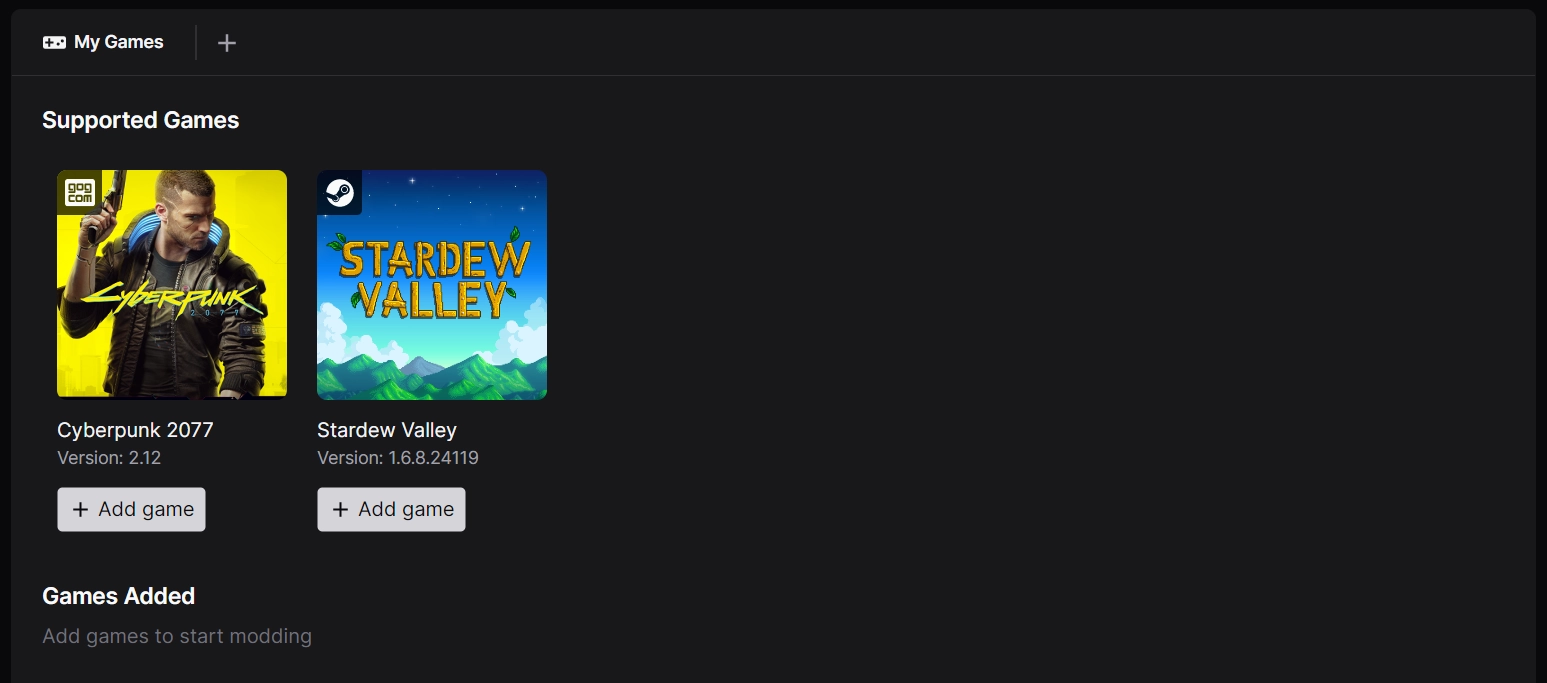 My Games
Supported Games
gog
com
CYBERPUNK
2077
STARDEW
VALLEY
Cyberpunk 2077
Stardew Valley
Version: 2.12
Version: 1.6.8.24119
+ Add game
+ Add game
Games Added
Add games to start modding